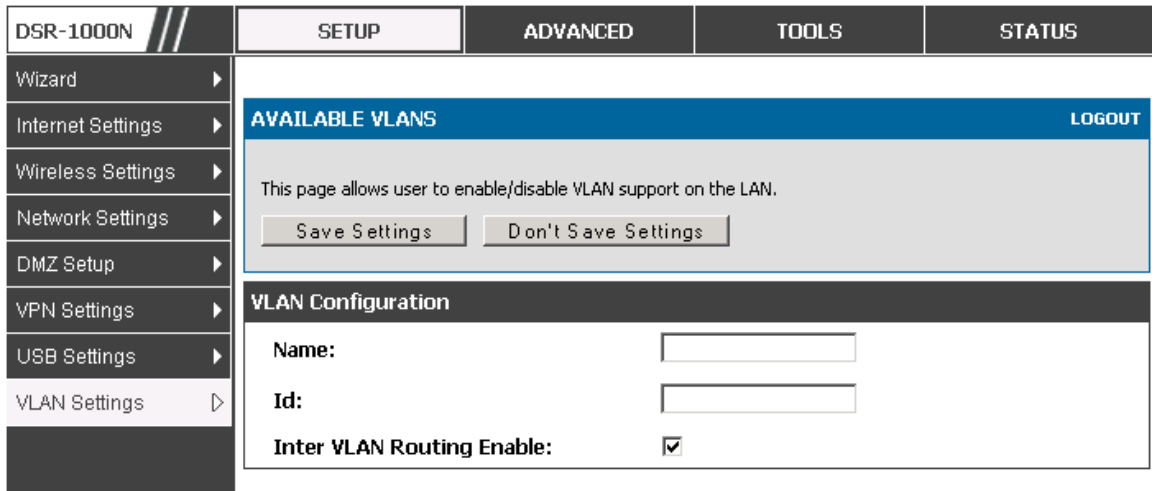 DSR-1000N
SETUP
ADVANCED
TOOLS
STATUS
Wizard
Internet Settings
Wireless Settings
Network Settings
DMZ Setup
VPN Settings
USB Settings
VLAN Settings
AVAILABLE VLANS
LOGOUT
This page allows user to enable/disable VLAN support on the LAN.
Save Settings
Don't Save Settings
VLAN Configuration
Name:
Id:
Inter VLAN Routing Enable: